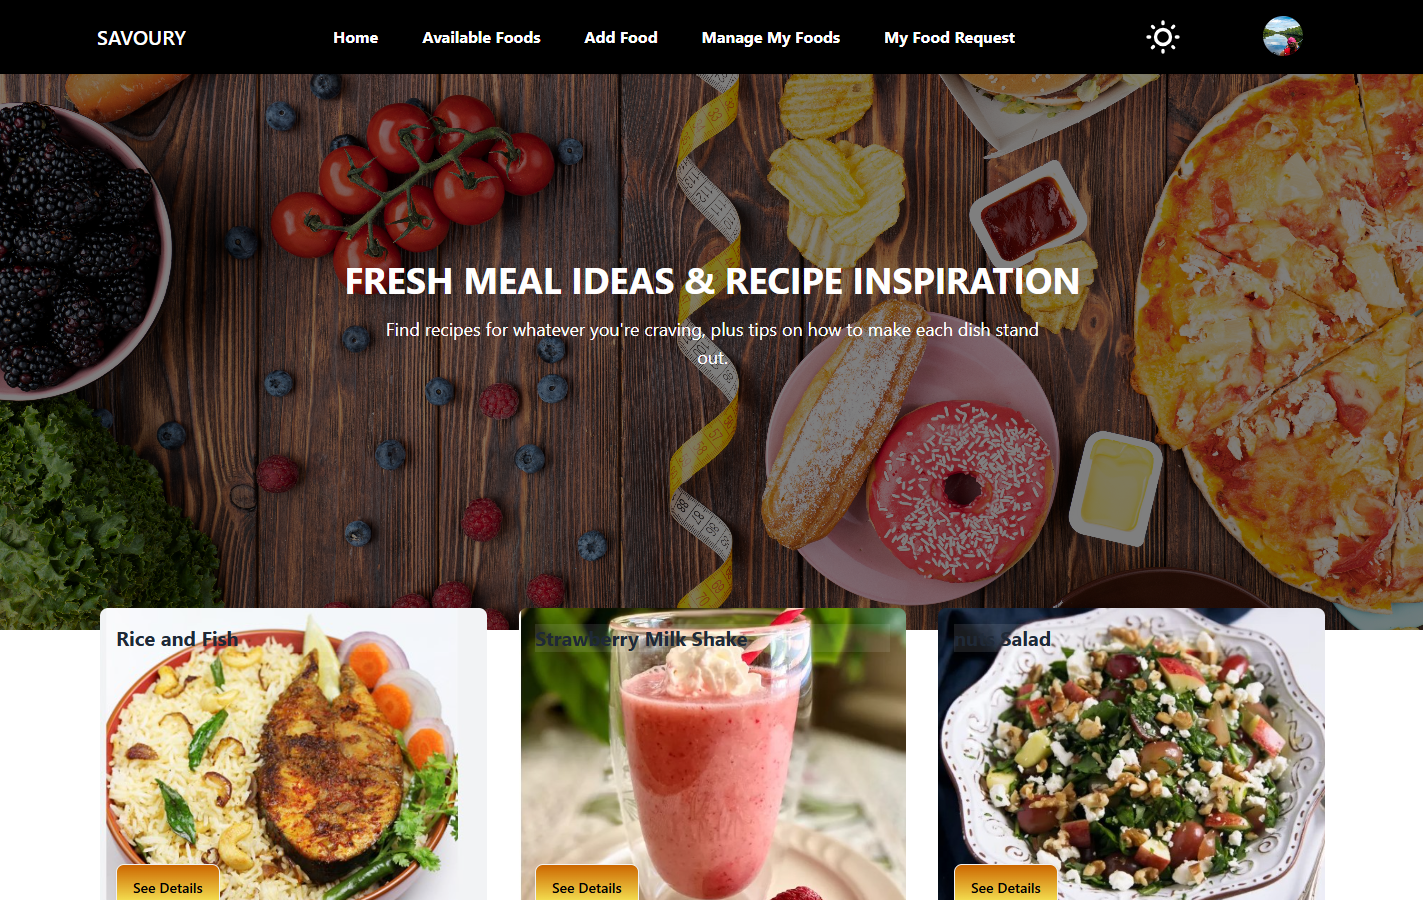 SAVOURY
Home Available Foods Add Food Manage My Foods My Food Request
FRESH MEAL IDEAS & RECIPE INSPIRATION
Find recipes for whatever you're craving, plus tips on how to make each dish stand
out.
Rice and Fish
Strawberry Milk Shake
nuts Salad
See Details
See Details
See Details